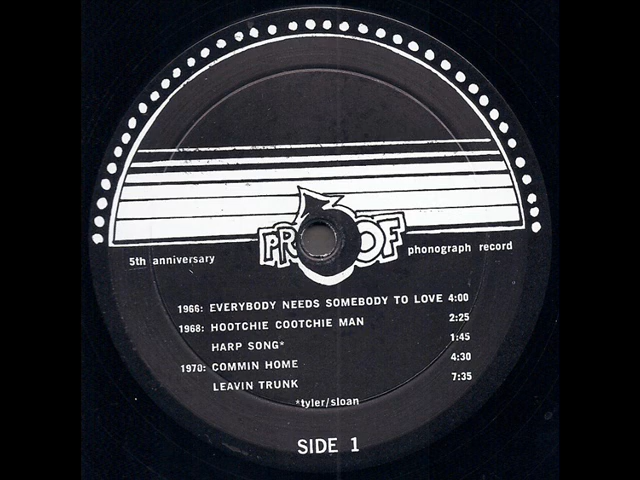 PROOF
5th anniversary
phonograph record
1966: EVERYBODY NEEDS SOMEBODY TO LOVE 4:00
1968: HOOTCHIE COOTCHIE MAN 2:25
HARP SONG* 1:45
1970: COMMIN HOME 4:30
LEAVIN TRUNK 7:35
*tyler/sloan
SIDE 1